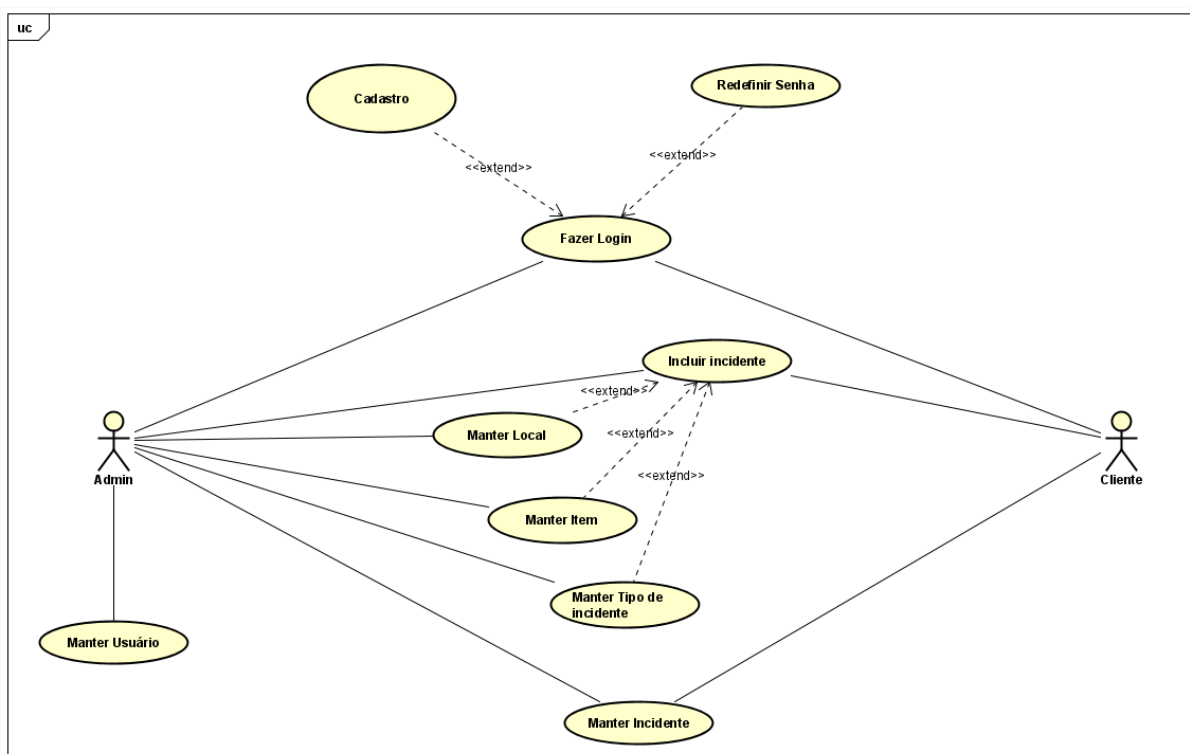 uc
Cadastro
Redefinir Senha
<<extend>>
<<extend>>
Fazer Login
Incluir incidente
<<extend>>
Manter Local
<<extend>>
Admin
Cliente
<<extend>>
Manter Item
Manter Tipo de
incidente
Manter Usuário
Manter Incidente